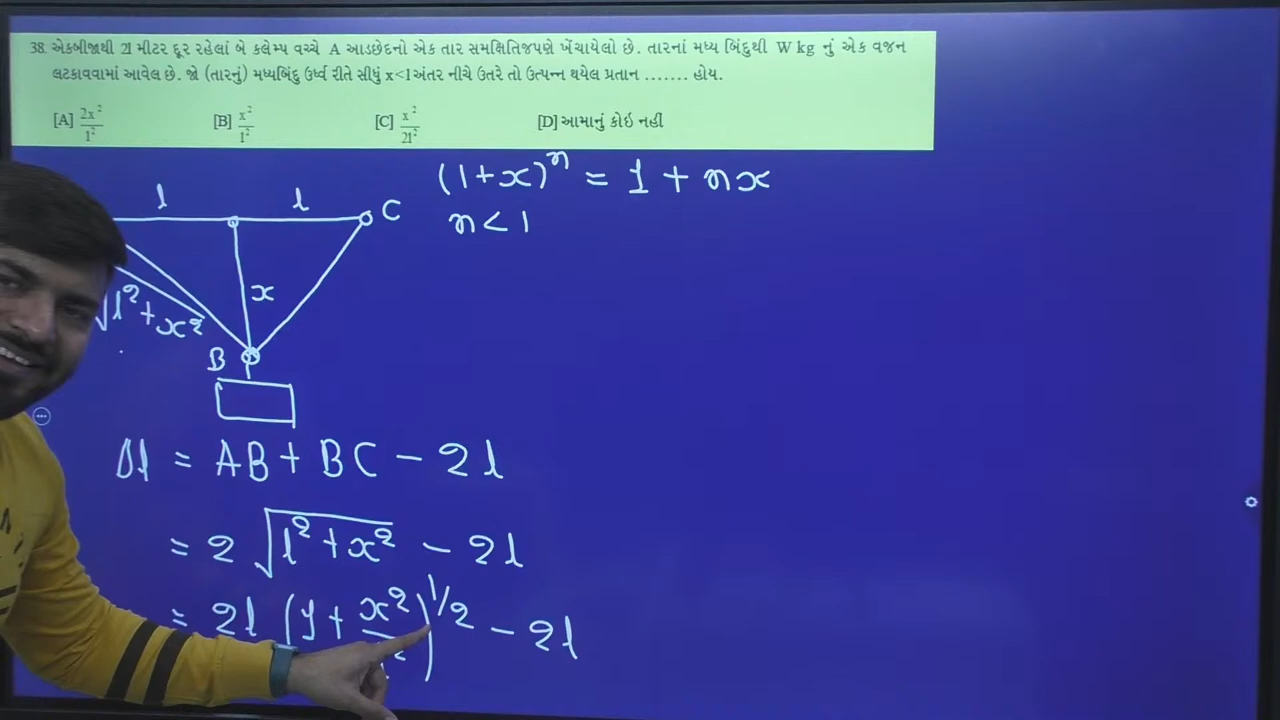 38. એકબીજાથી 2l મીટર દૂર રહેલાં બે કલેમ્પ વચ્ચે A આડછેદનો એક તાર સમક્ષિતિજપણે ખેંચાયેલો છે. તારનાં મધ્ય બિંદુથી W kg નું એક વજન
લટકાવવામાં આવેલ છે. જો (તારનું) મધ્યબિંદુ ઉર્ધ્વ રીતે સીધું x<l અંતર નીચે ઉતરે તો ઉત્પન્ન થયેલ પ્રતાન ....... હોય.
[A] 2x²/l² [B] x²/l² [C] x²/2l² [D] આમાનું કોઇ નહીં
(1+x)ⁿ = 1 + nx
n < 1
l l C
x
√l²+x²
B
Δl = AB + BC - 2l
= 2 √l²+x² - 2l
= 2l (1 + x²/ ²)^1/2 - 2l